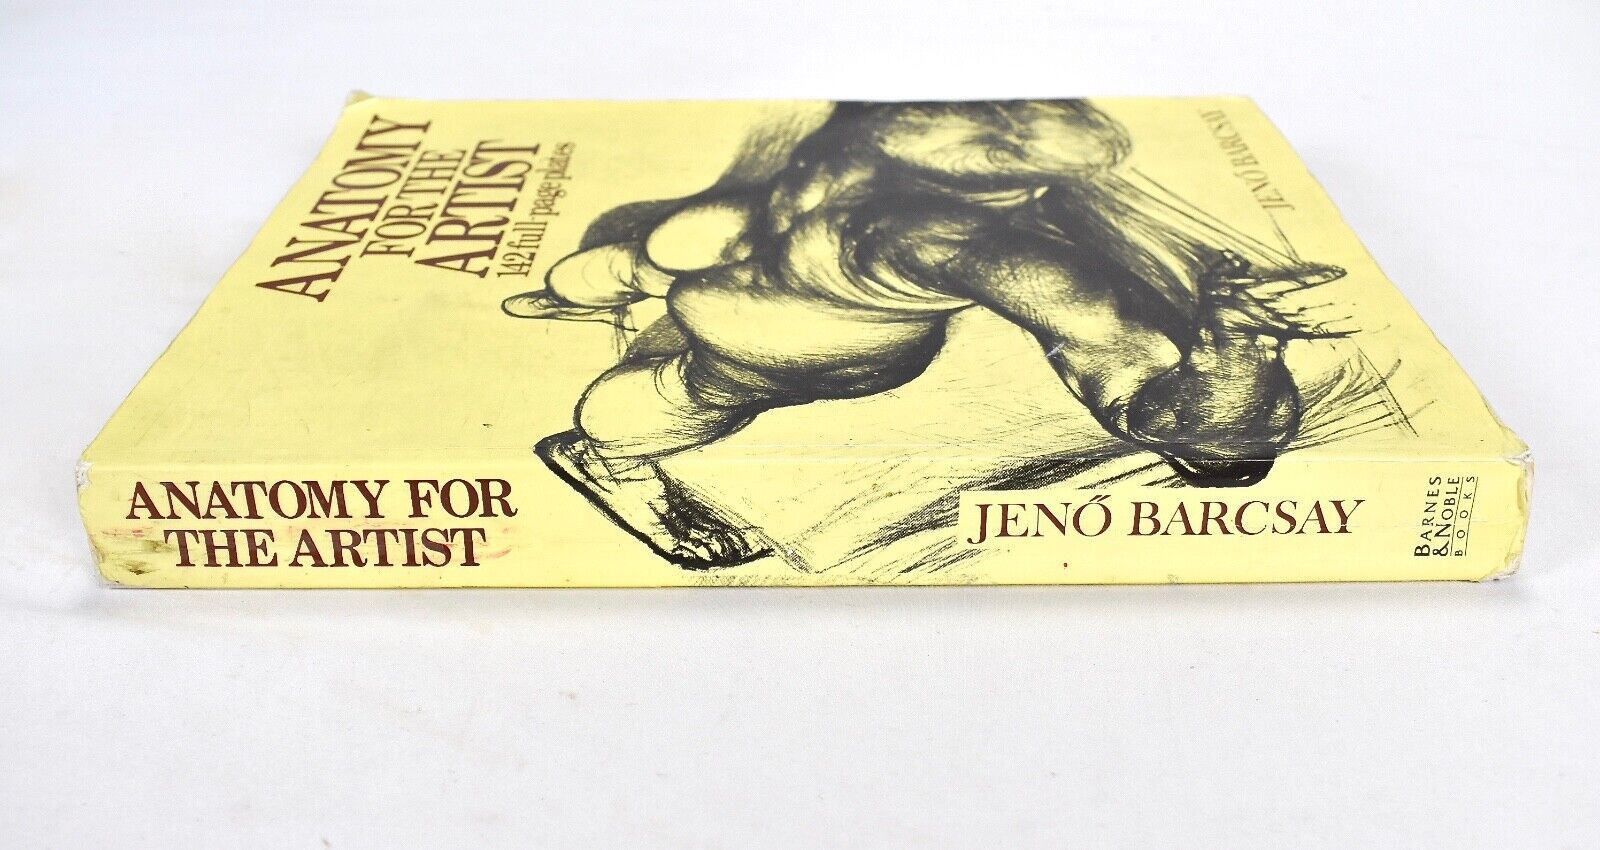 ANATOMY
FOR THE
ARTIST
142 full-page plates
JENŐ BARCSAY
ANATOMY FOR
THE ARTIST
JENŐ BARCSAY
BARNES
& NOBLE
BOOKS